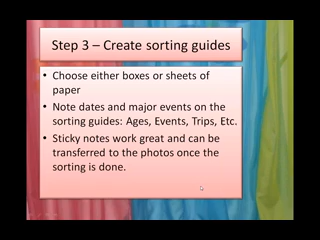 Step 3 – Create sorting guides
• Choose either boxes or sheets of
paper
• Note dates and major events on the
sorting guides: Ages, Events, Trips, Etc.
• Sticky notes work great and can be
transferred to the photos once the
sorting is done.